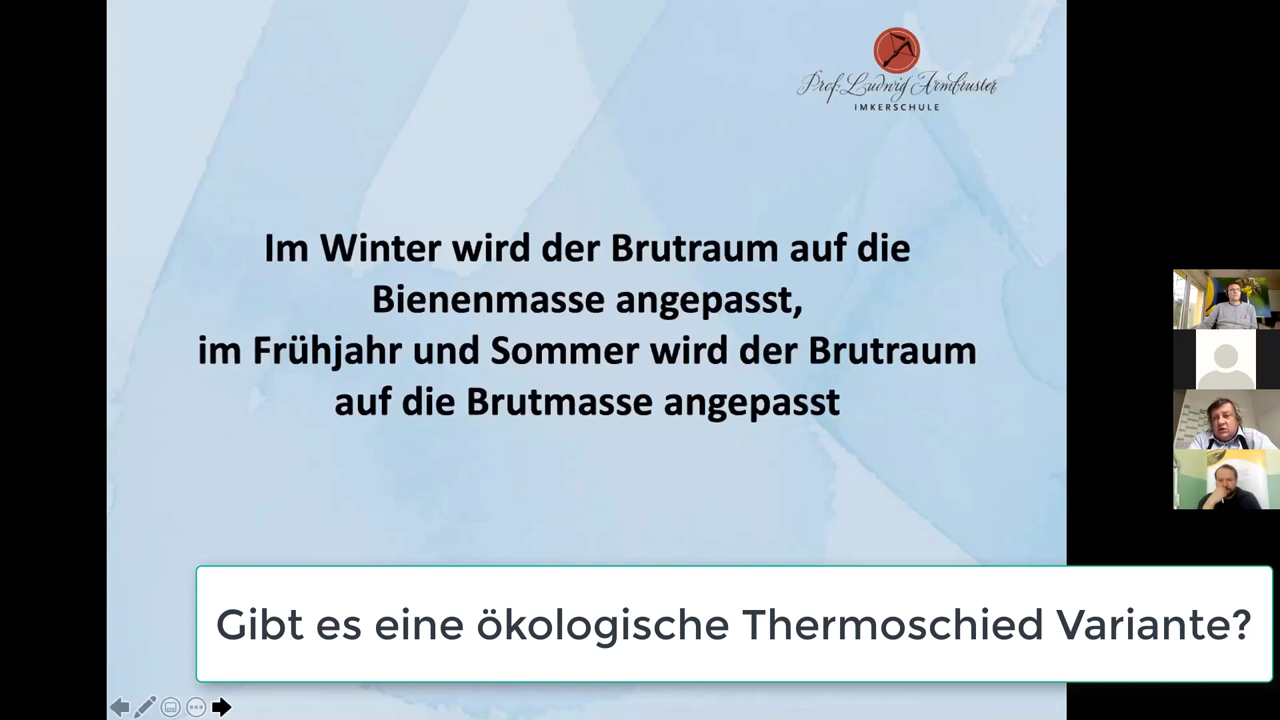 Prof. Ludwig Armbruster
IMKERSCHULE
Im Winter wird der Brutraum auf die
Bienenmasse angepasst,
im Frühjahr und Sommer wird der Brutraum
auf die Brutmasse angepasst
Gibt es eine ökologische Thermoschied Variante?